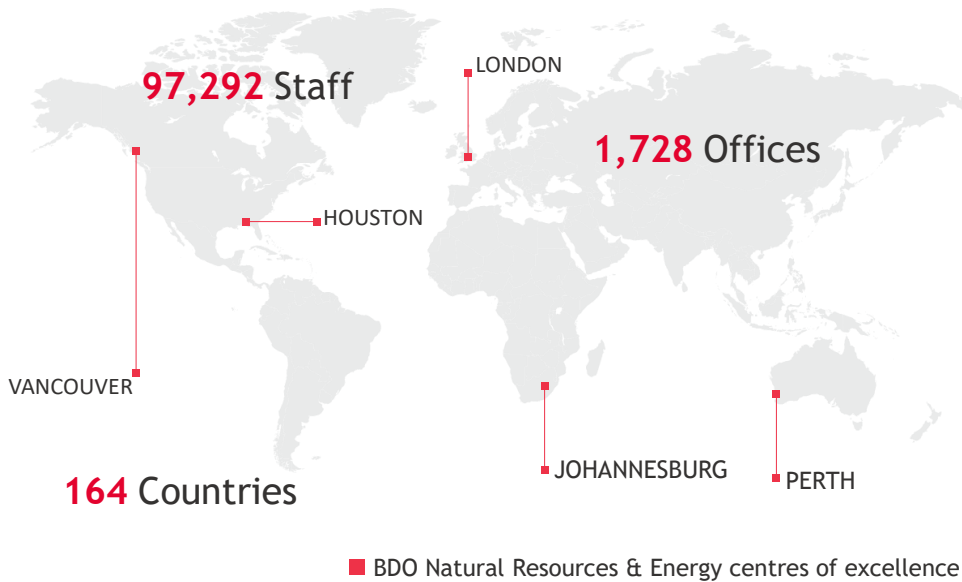 LONDON
97,292 Staff
1,728 Offices
HOUSTON
VANCOUVER
JOHANNESBURG
PERTH
164 Countries
BDO Natural Resources & Energy centres of excellence